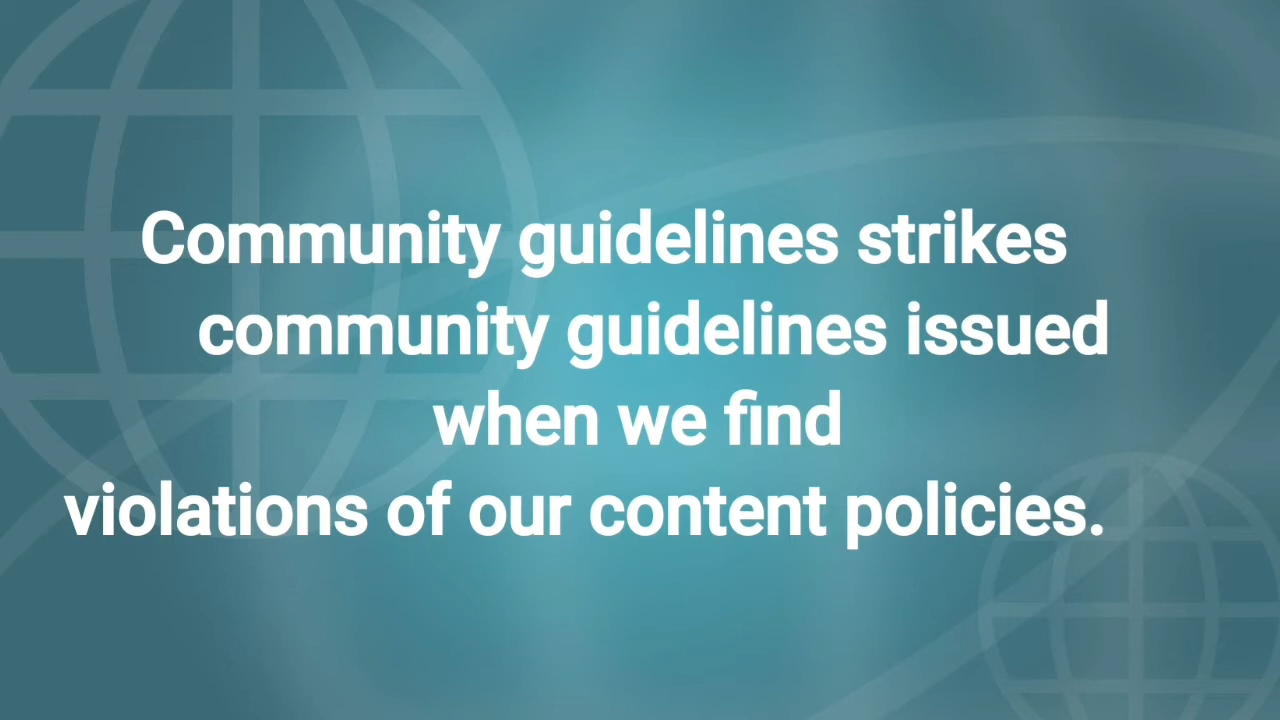 Community guidelines strikes
community guidelines issued
when we find
violations of our content policies.